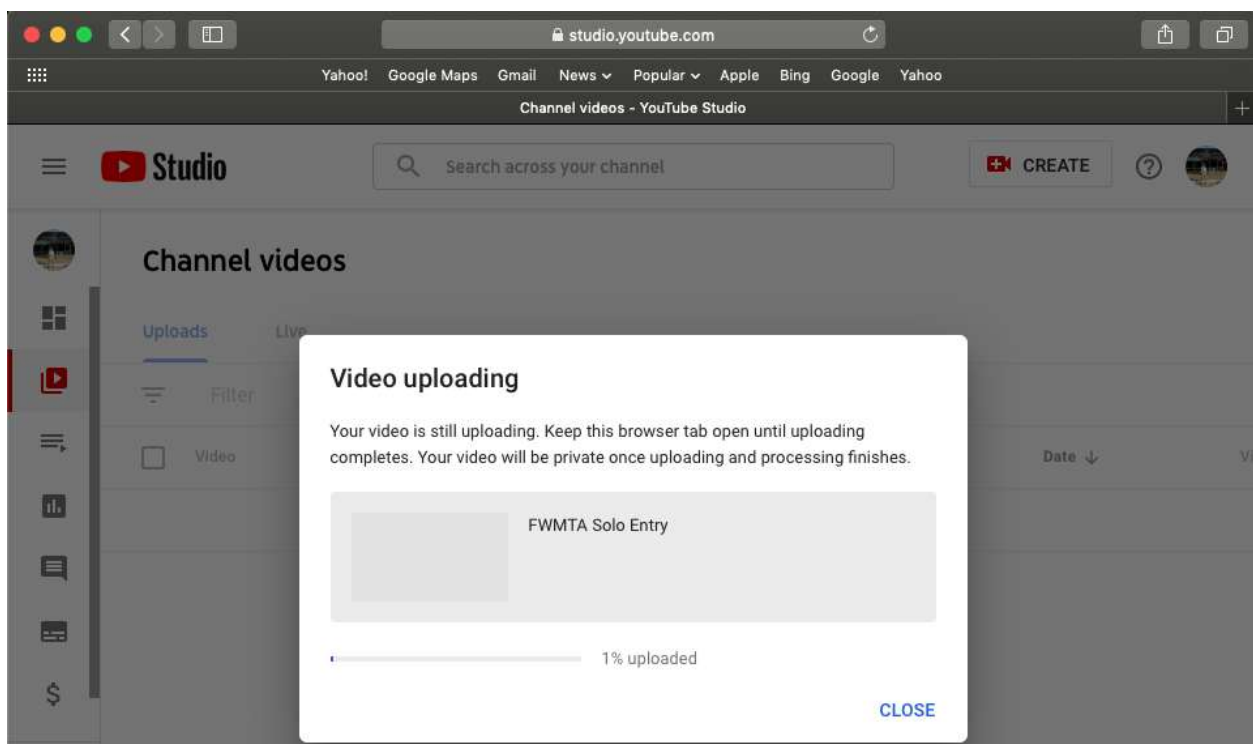 studio.youtube.com
Yahoo! Google Maps Gmail News Popular Apple Bing Google Yahoo
Channel videos - YouTube Studio
Studio
Search across your channel
CREATE
Channel videos
Uploads Live
Filter
Video Date
Video uploading
Your video is still uploading. Keep this browser tab open until uploading
completes. Your video will be private once uploading and processing finishes.
FWMTA Solo Entry
1% uploaded
CLOSE